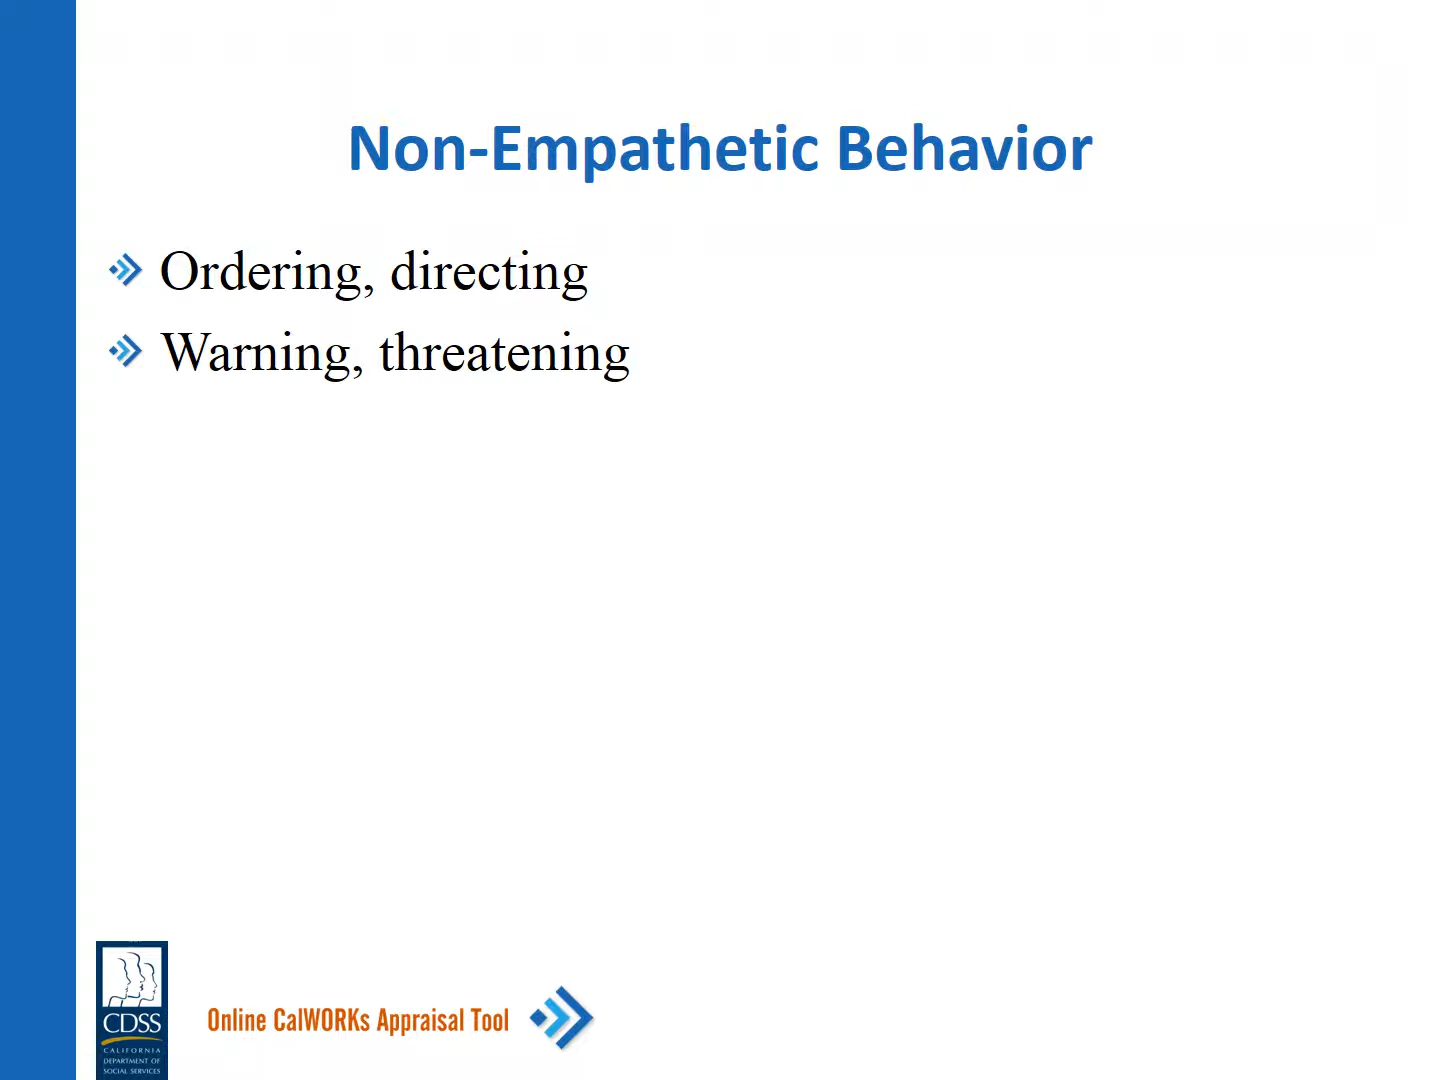 Non-Empathetic Behavior
Ordering, directing
Warning, threatening
CDSS
CALIFORNIA
DEPARTMENT OF
SOCIAL SERVICES
Online CalWORKs Appraisal Tool